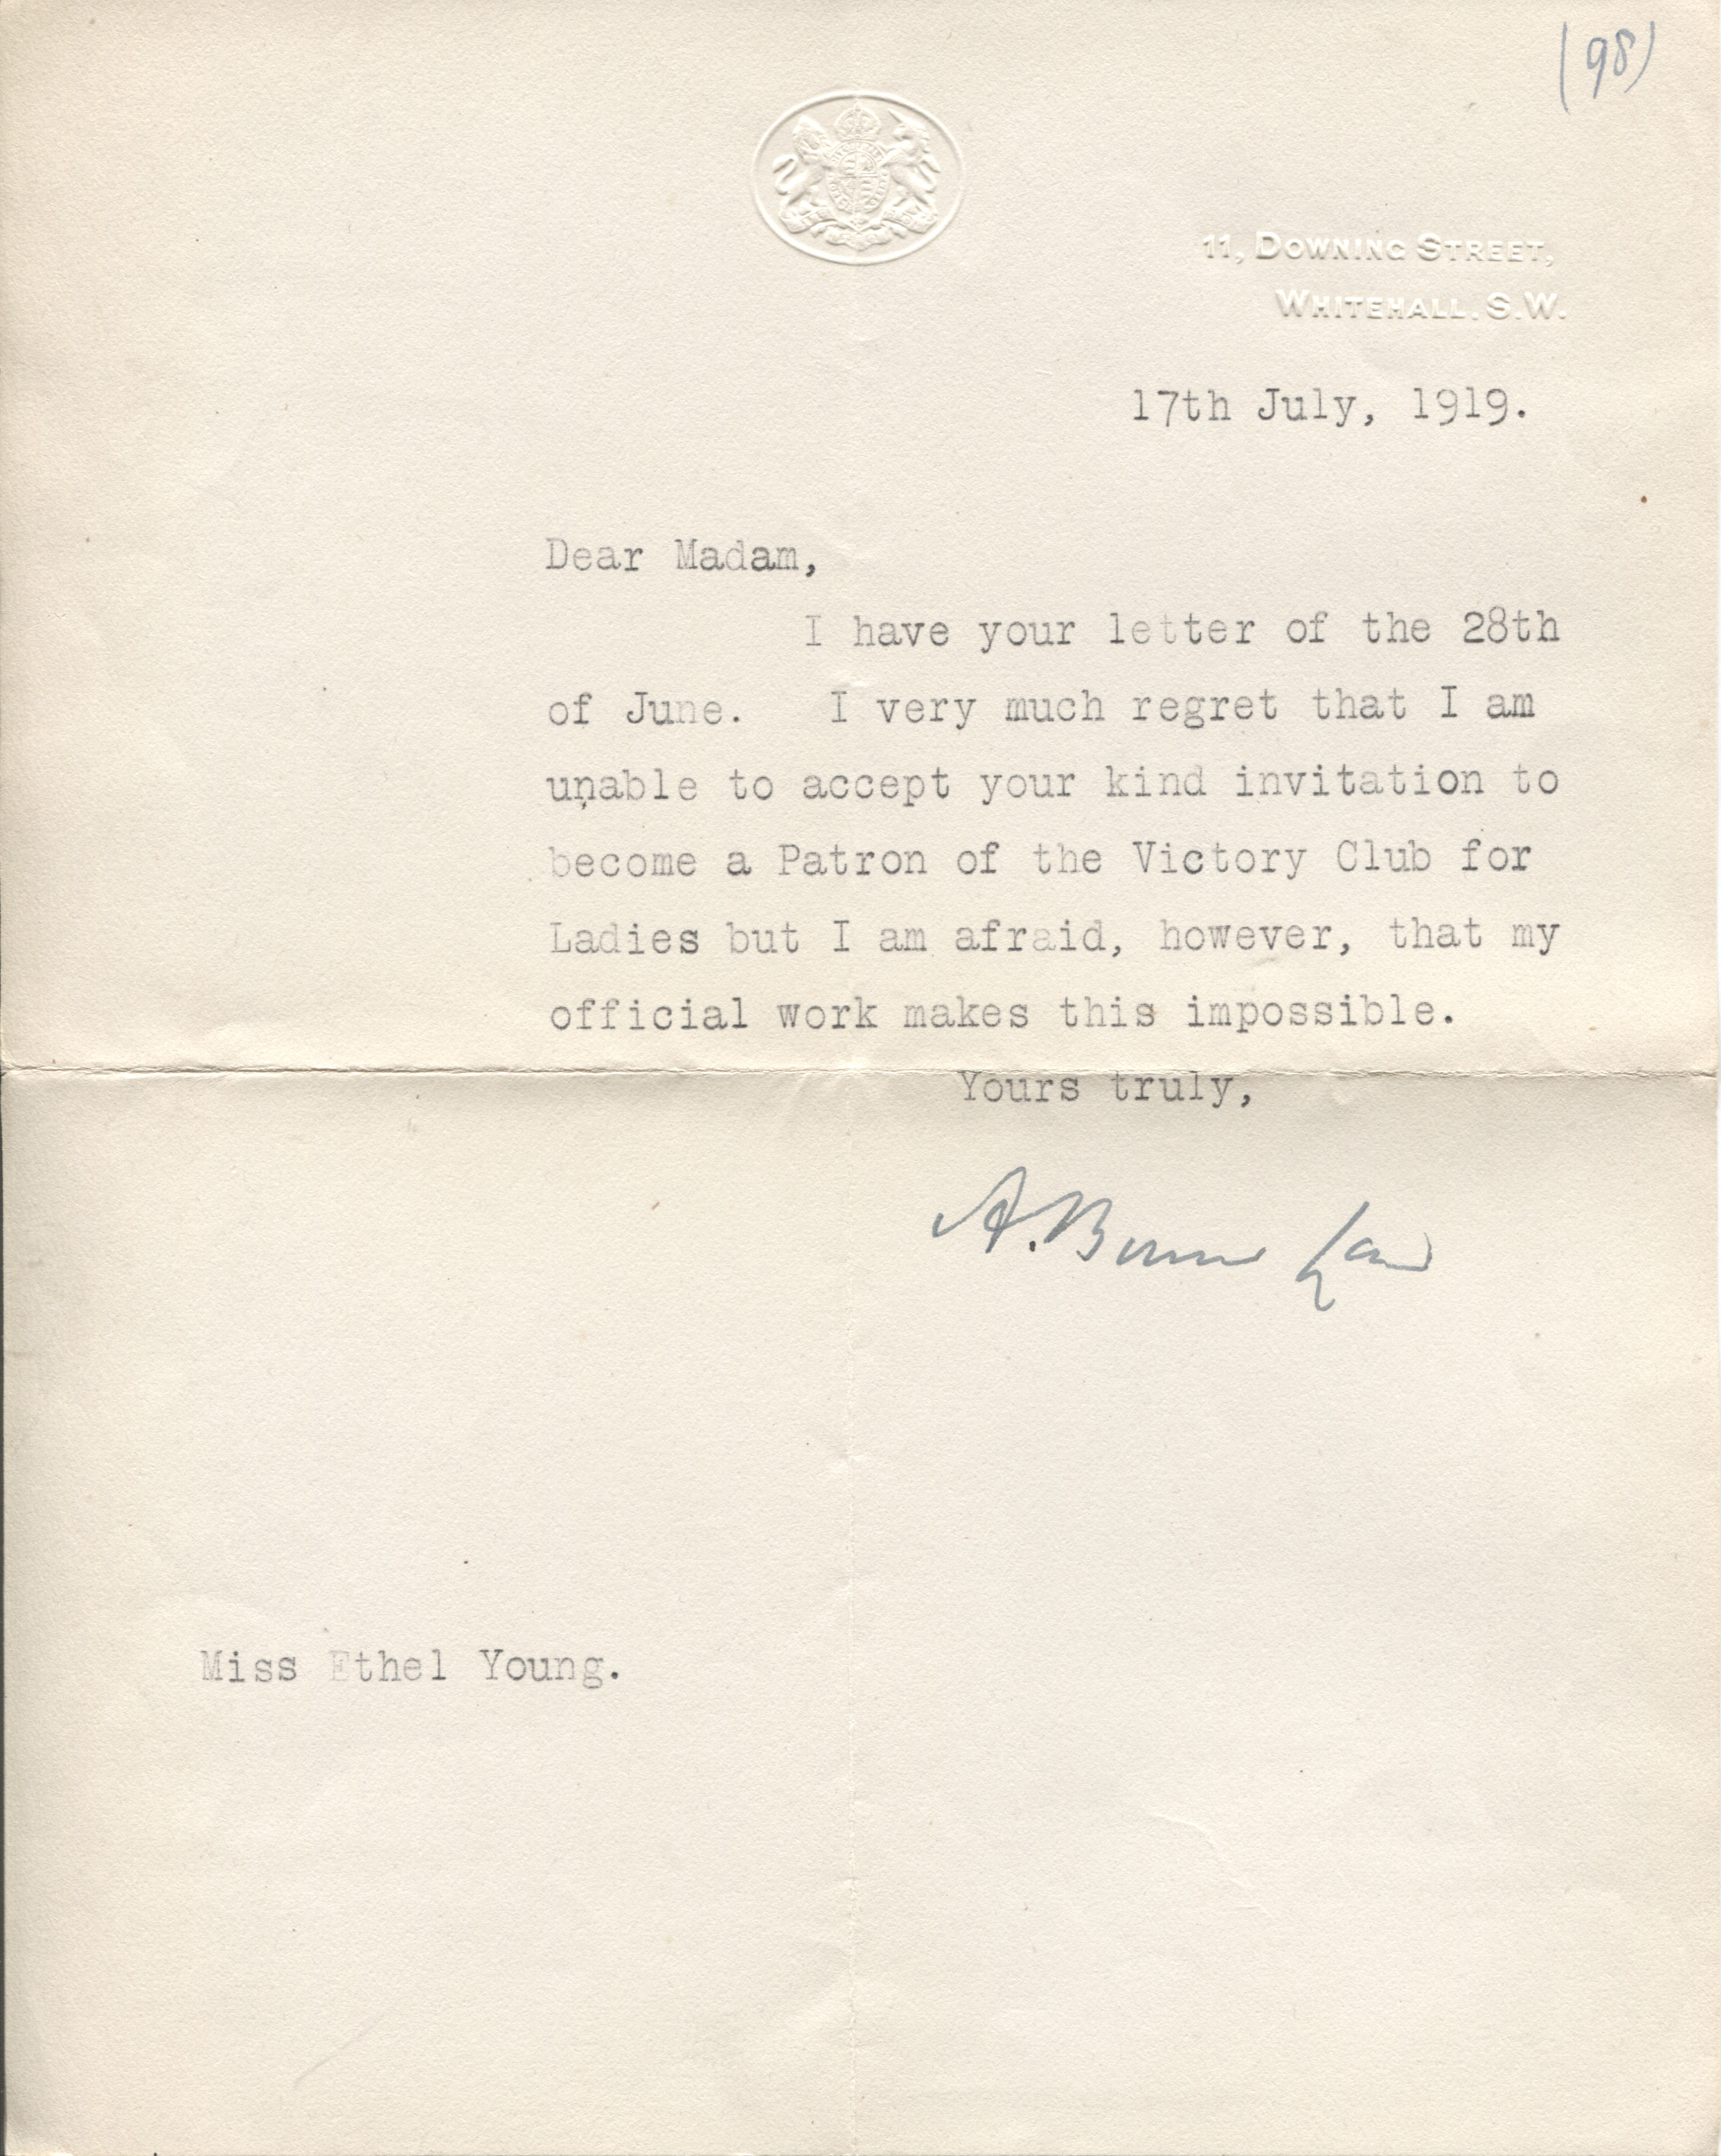 (98)
11, DOWNING STREET,
WHITEHALL. S.W.
17th July, 1919.
Dear Madam,
I have your letter of the 28th
of June. I very much regret that I am
unable to accept your kind invitation to
become a Patron of the Victory Club for
Ladies but I am afraid, however, that my
official work makes this impossible.
Yours truly,
A. Bonar Law
Miss Ethel Young.